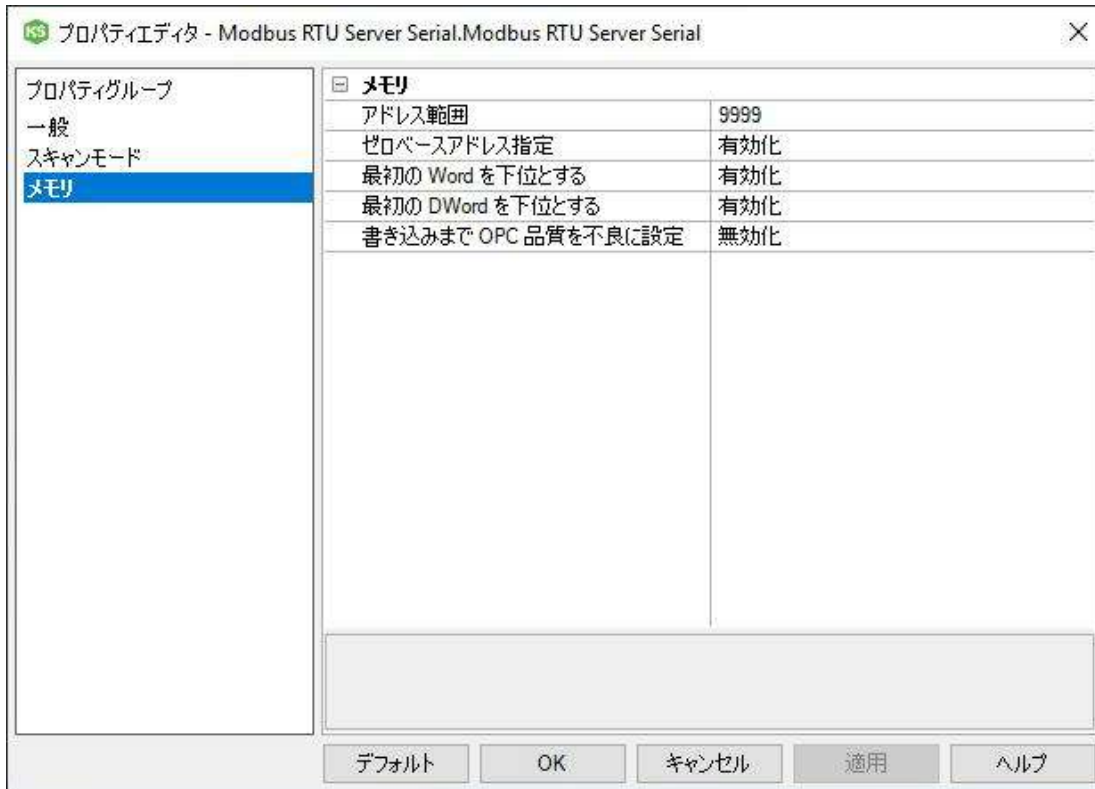 KS プロパティエディタ - Modbus RTU Server Serial.Modbus RTU Server Serial
プロパティグループ
一般
スキャンモード
メモリ
メモリ
アドレス範囲 9999
ゼロベースアドレス指定 有効化
最初の Word を下位とする 有効化
最初の DWord を下位とする 有効化
書き込みまで OPC 品質を不良に設定 無効化
デフォルト OK キャンセル 適用 ヘルプ